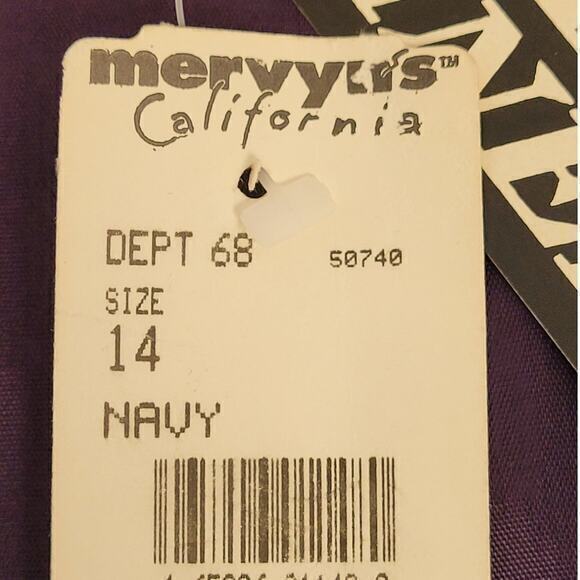 mervyn's™
California
DEPT 68 50740
SIZE
14
NAVY